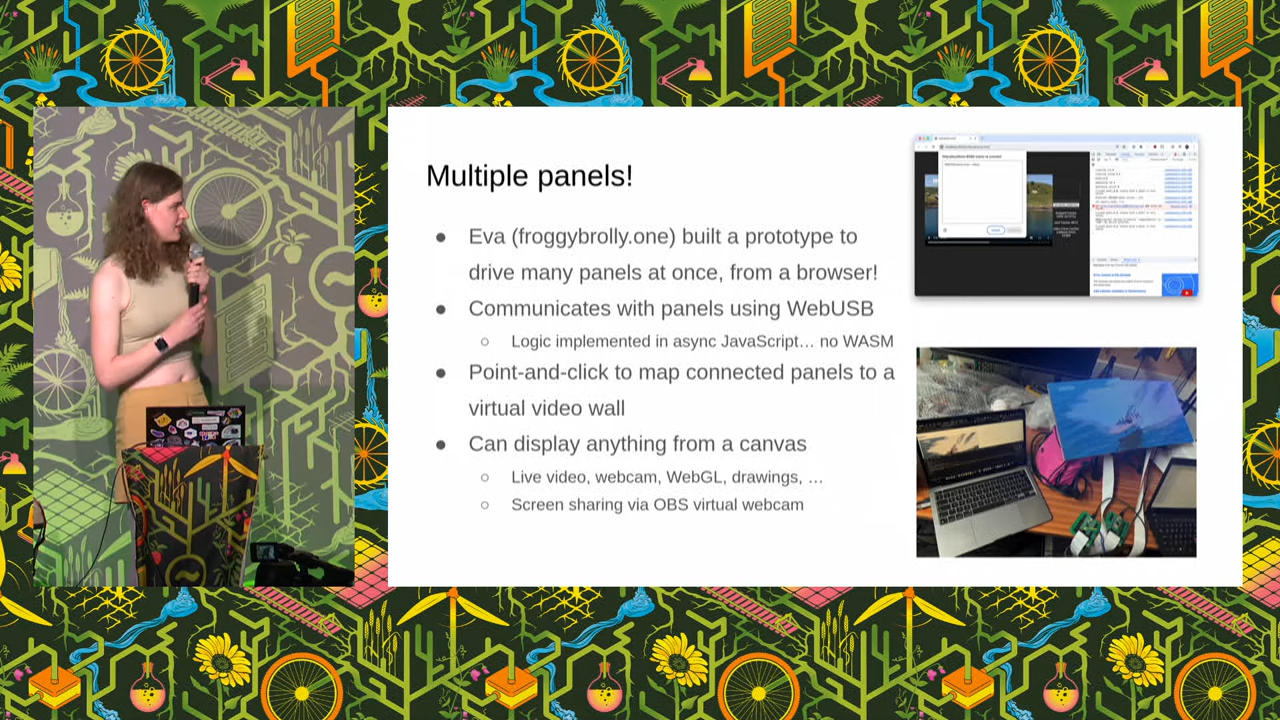 Multiple panels!
● Eva (froggybrolly.one) built a prototype to
drive many panels at once, from a browser!
● Communicates with panels using WebUSB
○ Logic implemented in async JavaScript… no WASM
● Point-and-click to map connected panels to a
virtual video wall
● Can display anything from a canvas
○ Live video, webcam, WebGL, drawings, …
○ Screen sharing via OBS virtual webcam